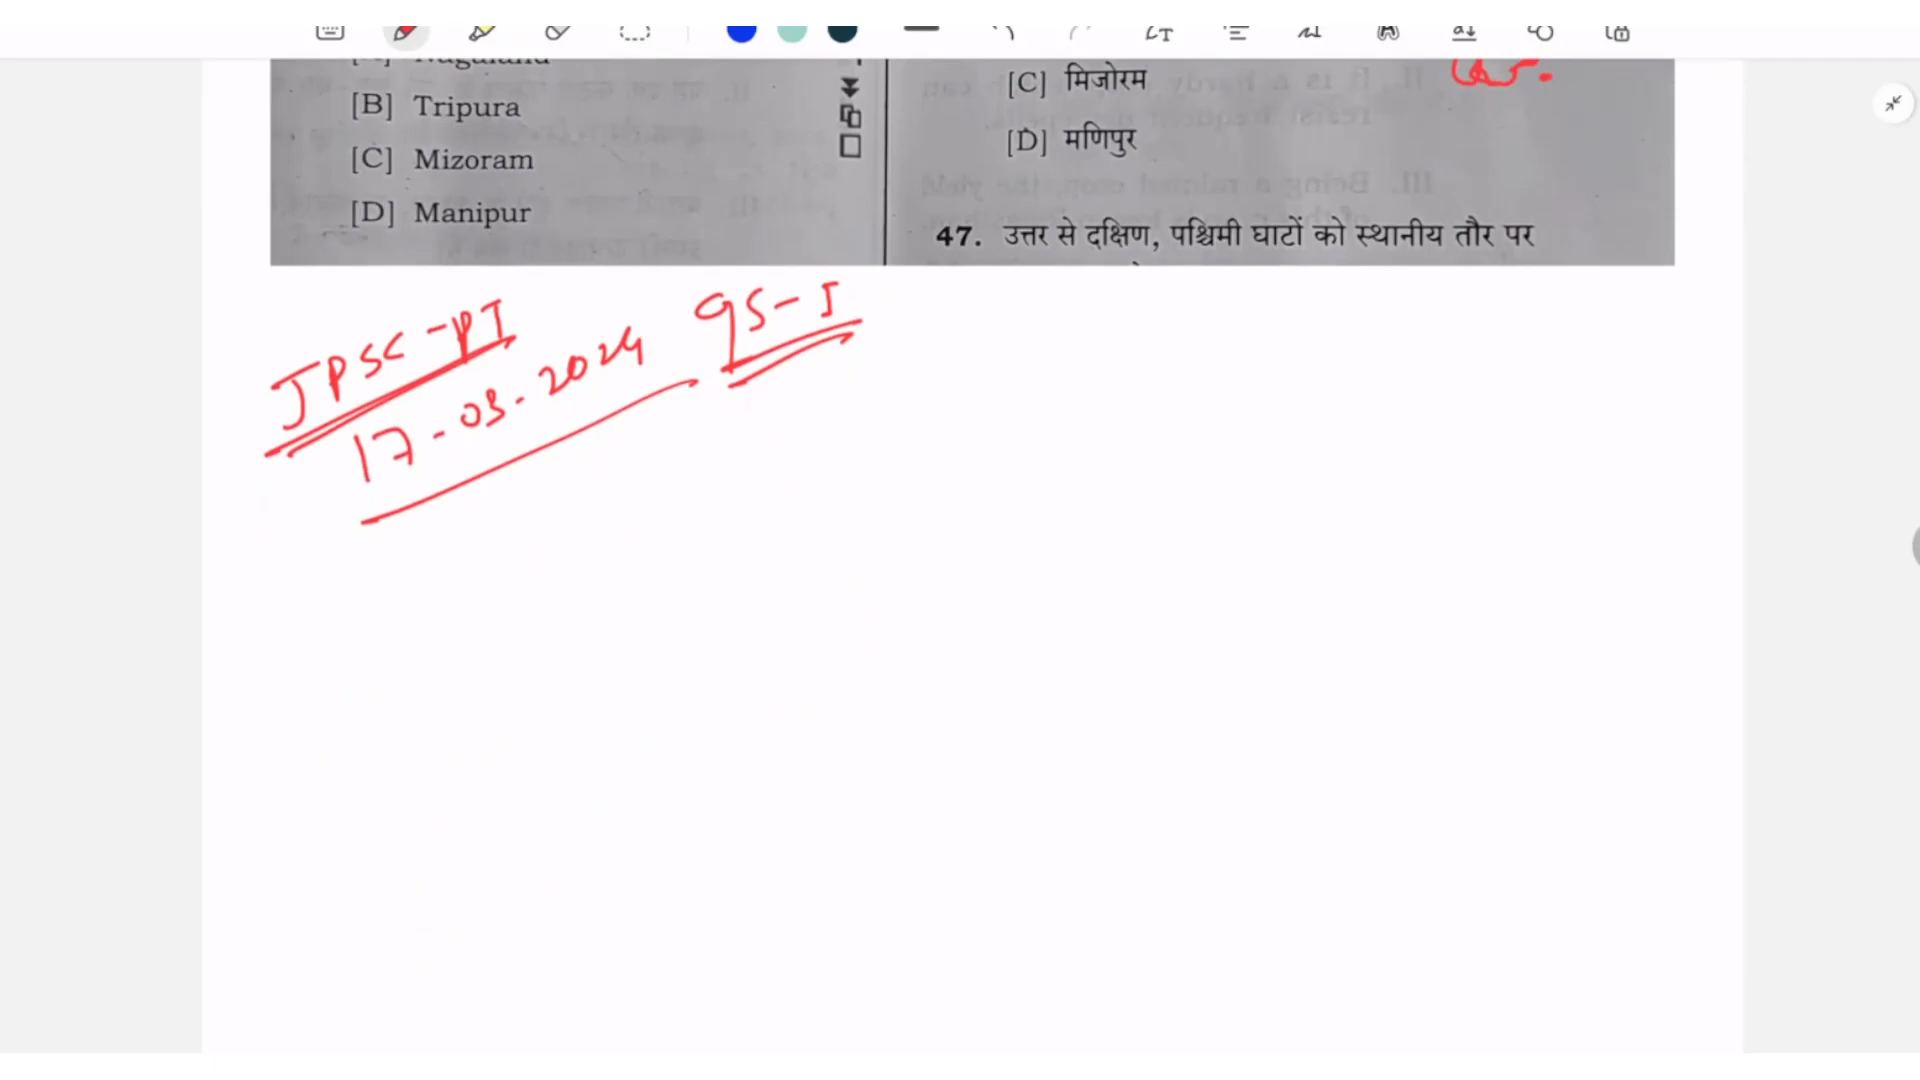 [B] Tripura
[C] Mizoram
[D] Manipur
[C] मिजोरम
[D] मणिपुर
47. उत्तर से दक्षिण, पश्चिमी घाटों को स्थानीय तौर पर
JPSC-PT
17-03-2024
GS-I